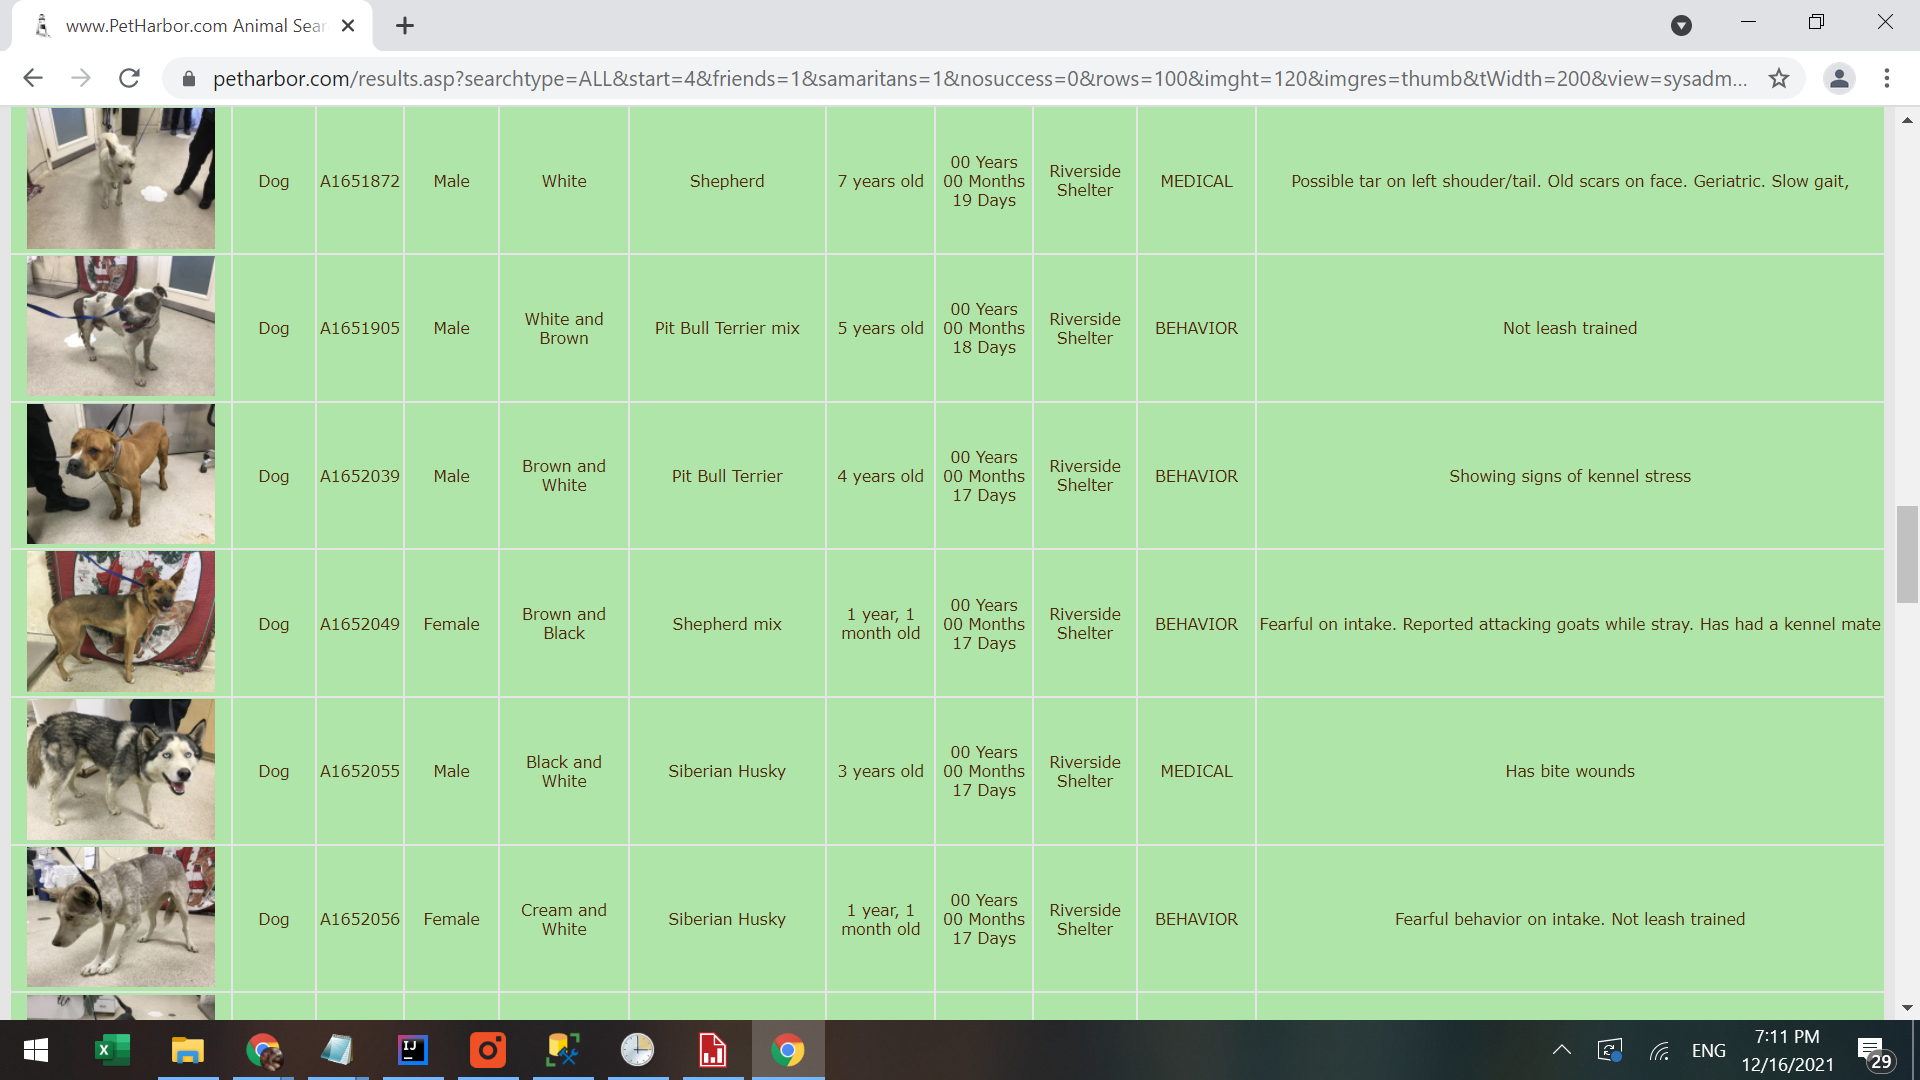 www.PetHarbor.com Animal Sear
petharbor.com/results.asp?searchtype=ALL&start=4&friends=1&samaritans=1&nosuccess=0&rows=100&imght=120&imgres=thumb&tWidth=200&view=sysadm...
Dog
A1651872
Male
White
Shepherd
7 years old
00 Years
00 Months
19 Days
Riverside
Shelter
MEDICAL
Possible tar on left shouder/tail. Old scars on face. Geriatric. Slow gait,
Dog
A1651905
Male
White and
Brown
Pit Bull Terrier mix
5 years old
00 Years
00 Months
18 Days
Riverside
Shelter
BEHAVIOR
Not leash trained
Dog
A1652039
Male
Brown and
White
Pit Bull Terrier
4 years old
00 Years
00 Months
17 Days
Riverside
Shelter
BEHAVIOR
Showing signs of kennel stress
Dog
A1652049
Female
Brown and
Black
Shepherd mix
1 year, 1
month old
00 Years
00 Months
17 Days
Riverside
Shelter
BEHAVIOR
Fearful on intake. Reported attacking goats while stray. Has had a kennel mate
Dog
A1652055
Male
Black and
White
Siberian Husky
3 years old
00 Years
00 Months
17 Days
Riverside
Shelter
MEDICAL
Has bite wounds
Dog
A1652056
Female
Cream and
White
Siberian Husky
1 year, 1
month old
00 Years
00 Months
17 Days
Riverside
Shelter
BEHAVIOR
Fearful behavior on intake. Not leash trained
X
IJ
ENG
7:11 PM
12/16/2021
29